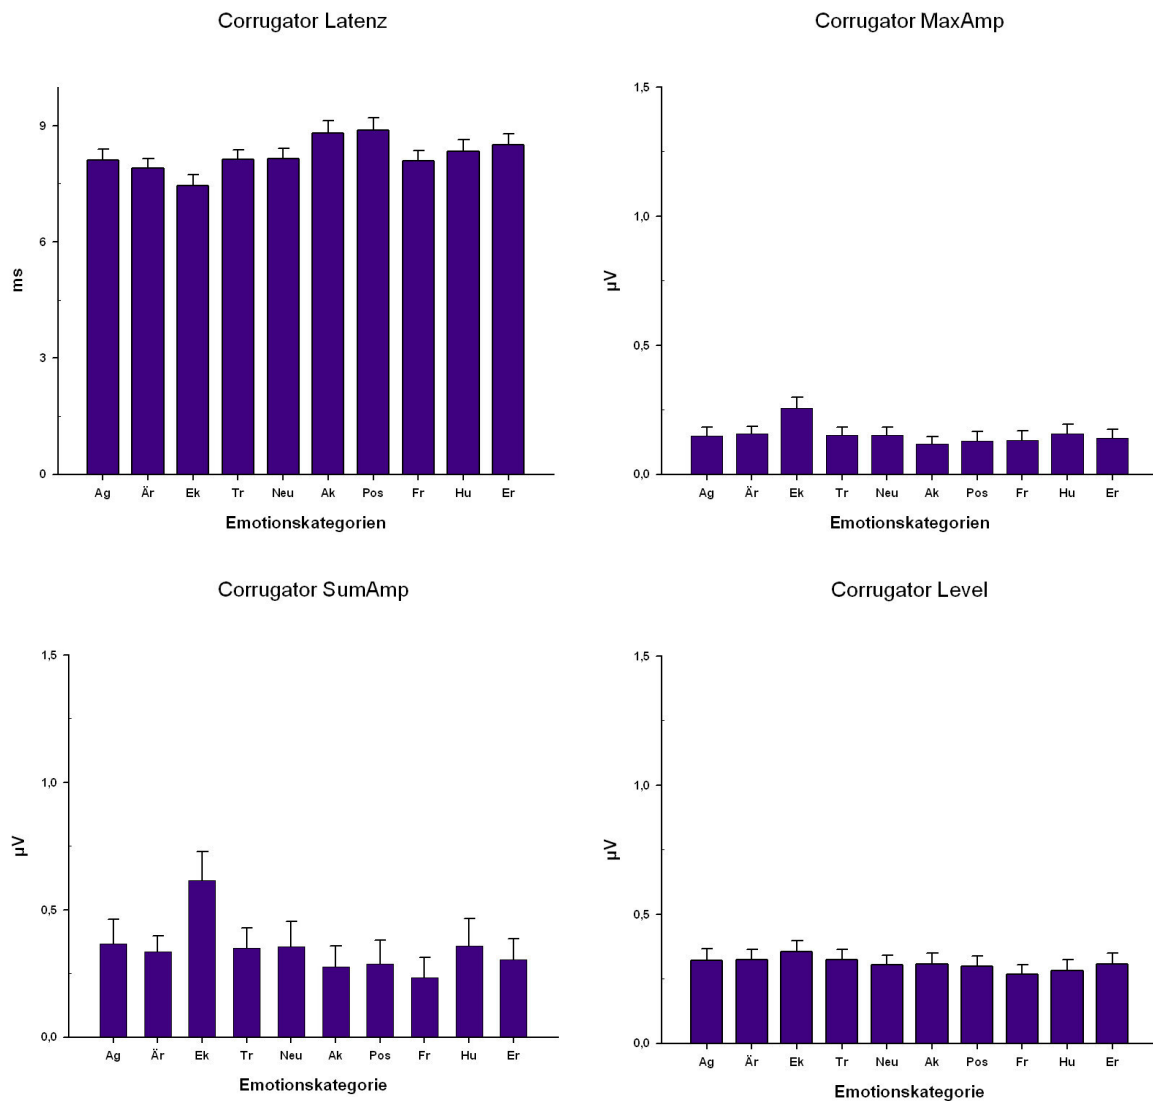 Corrugator Latenz
9
6
3
0
ms
Ag Är Ek Tr Neu Ak Pos Fr Hu Er
Emotionskategorien
Corrugator MaxAmp
1,5
1,0
0,5
0,0
µV
Ag Är Ek Tr Neu Ak Pos Fr Hu Er
Emotionskategorien
Corrugator SumAmp
1,5
1,0
0,5
0,0
µV
Ag Är Ek Tr Neu Ak Pos Fr Hu Er
Emotionskategorie
Corrugator Level
1,5
1,0
0,5
0,0
µV
Ag Är Ek Tr Neu Ak Pos Fr Hu Er
Emotionskategorie